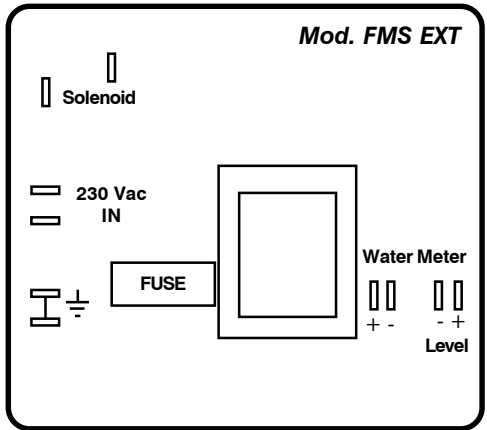 Mod. FMS EXT
Solenoid
230 Vac
IN
FUSE
Water Meter
+ -
- +
Level